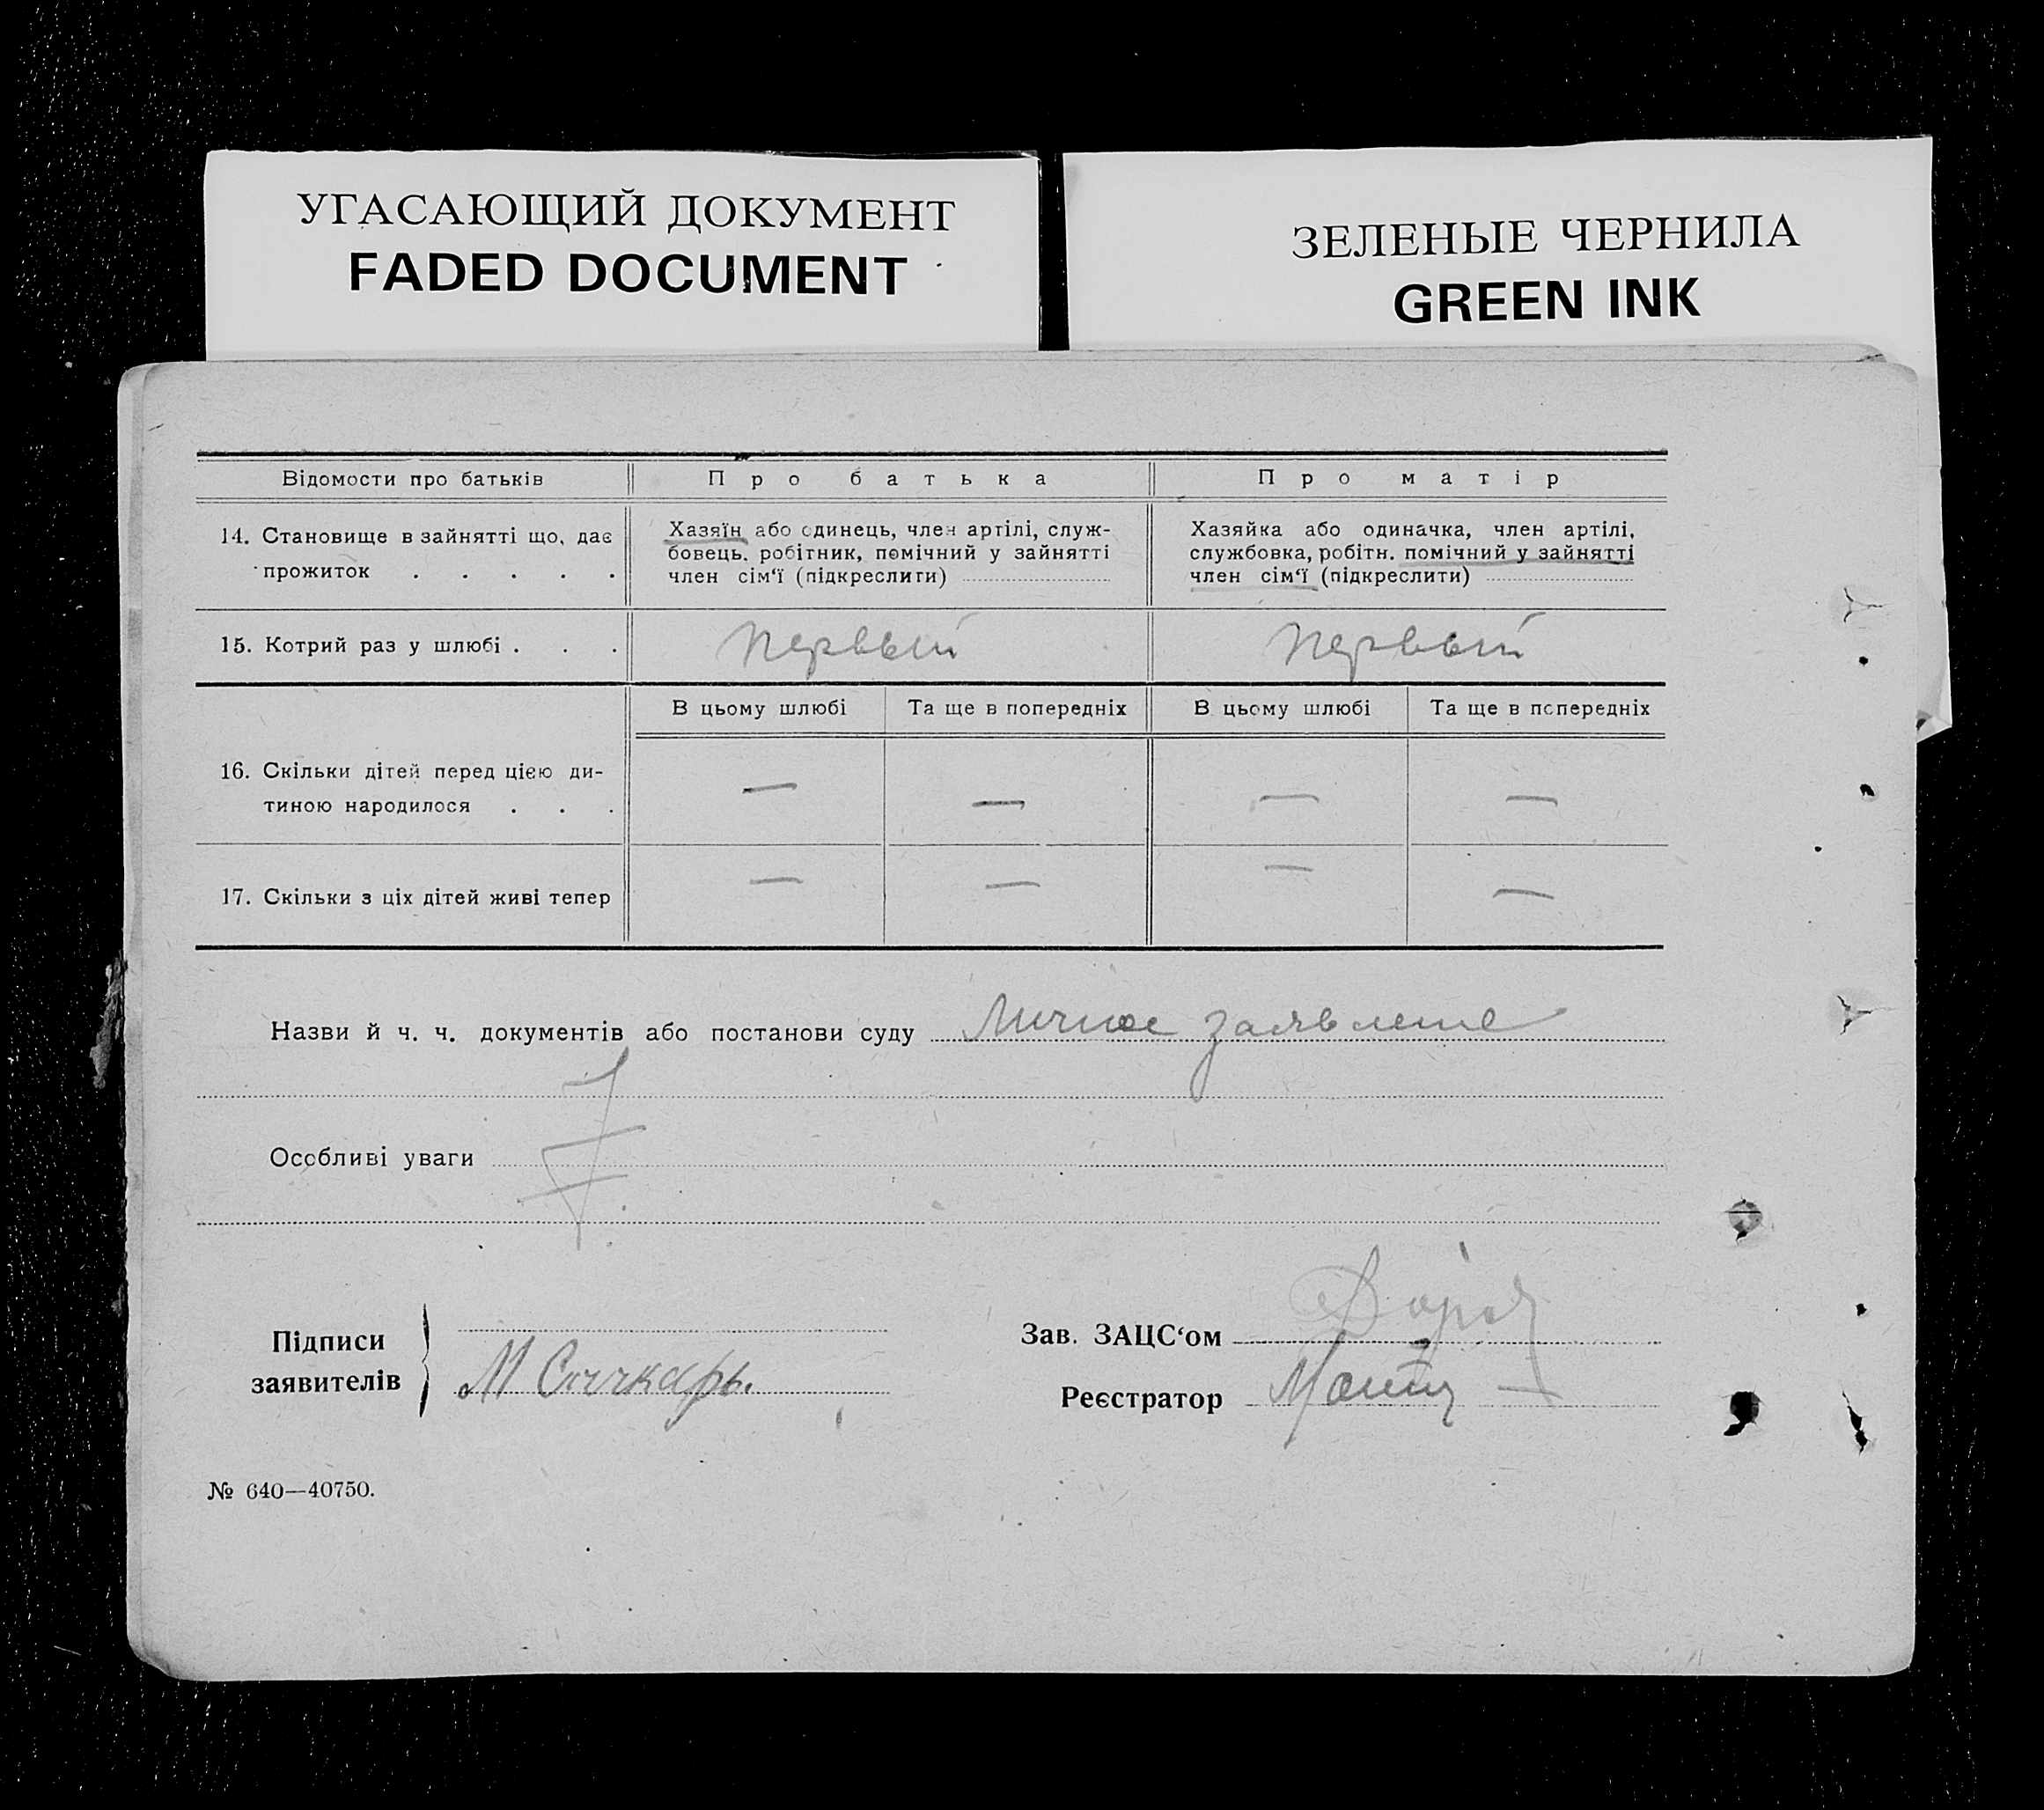 УГАСАЮЩИЙ ДОКУМЕНТ
FADED DOCUMENT
ЗЕЛЕНЫЕ ЧЕРНИЛА
GREEN INK
Відомости про батьків
Про батька
Про матір
14. Становище в зайнятті що, дає
прожиток . . . . .
Хазяїн або одинець, член артілі, служ-
бовець. робітник, помічний у зайнятті
член сім‘ї (підкреслити)
Хазяйка або одиначка, член артілі,
службовка, робітн. помічний у зайнятті
член сім‘ї (підкреслити)
15. Котрий раз у шлюбі . . .
первый
первый
В цьому шлюбі
Та ще в попередніх
В цьому шлюбі
Та ще в попередніх
16. Скільки дітей перед цією ди-
тиною народилося . . .
— — — —
17. Скільки з ціх дітей живі тепер
— — — —
Назви й ч. ч. документів або постанови суду Личное заявление
Особливі уваги
Підписи
заявителів
М Сичкарь.
Зав. ЗАЦС‘ом
Реєстратор
№ 640—40750.